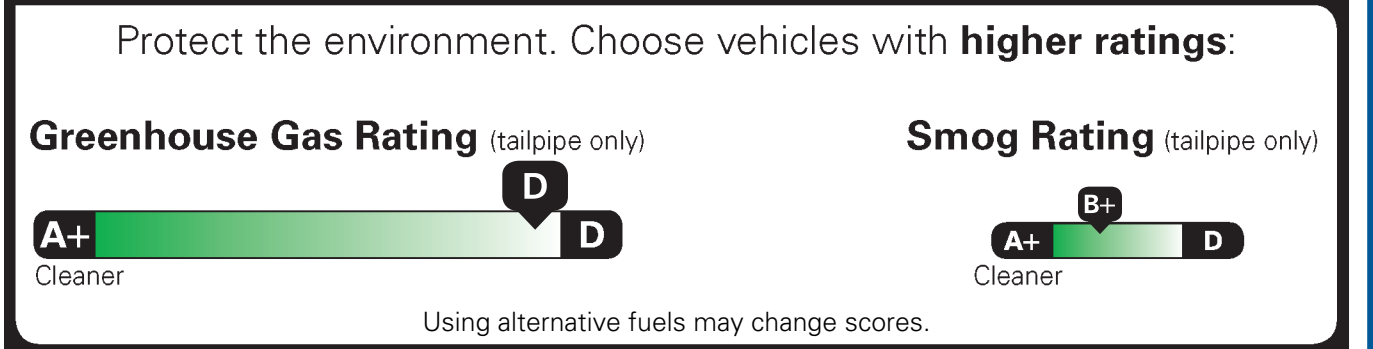 Protect the environment. Choose vehicles with higher ratings:
Greenhouse Gas Rating (tailpipe only)
D
A+ D
Cleaner
Smog Rating (tailpipe only)
B+
A+ D
Cleaner
Using alternative fuels may change scores.